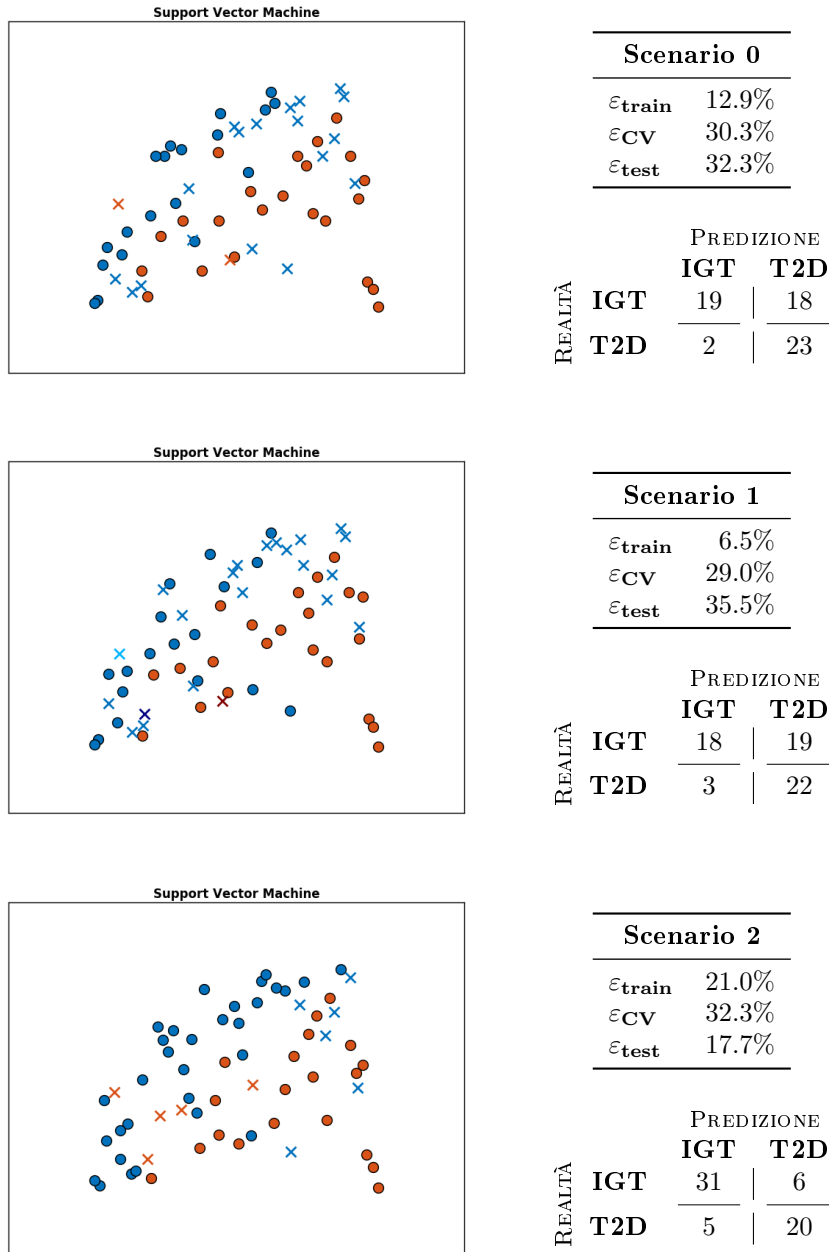 Support Vector Machine
Scenario 0
εtrain 12.9%
εCV 30.3%
εtest 32.3%
PREDIZIONE
IGT T2D
REALTÀ
IGT 19 18
T2D 2 23
Support Vector Machine
Scenario 1
εtrain 6.5%
εCV 29.0%
εtest 35.5%
PREDIZIONE
IGT T2D
REALTÀ
IGT 18 19
T2D 3 22
Support Vector Machine
Scenario 2
εtrain 21.0%
εCV 32.3%
εtest 17.7%
PREDIZIONE
IGT T2D
REALTÀ
IGT 31 6
T2D 5 20